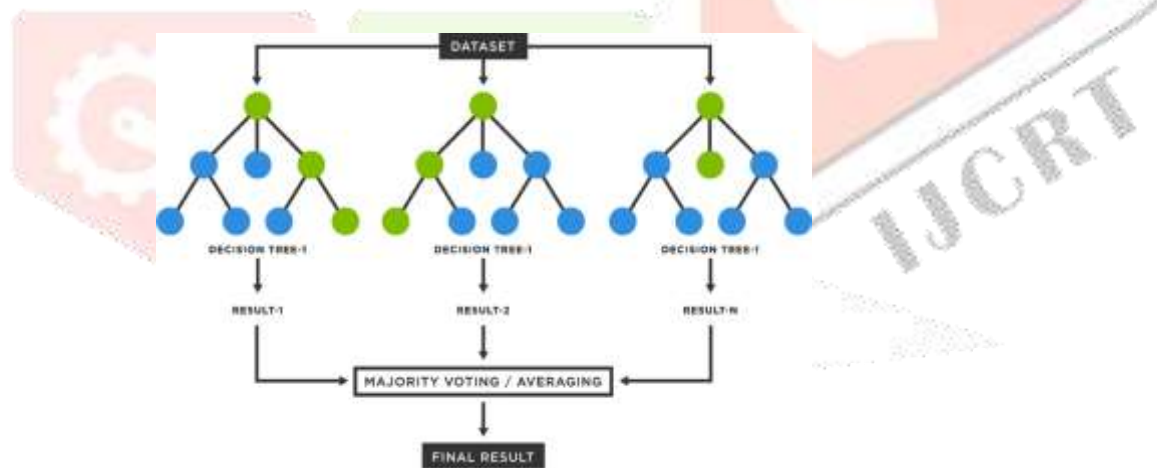 DATASET
DECISION TREE-1 DECISION TREE-1 DECISION TREE-1
RESULT-1 RESULT-2 RESULT-N
MAJORITY VOTING / AVERAGING
FINAL RESULT
IJCRT